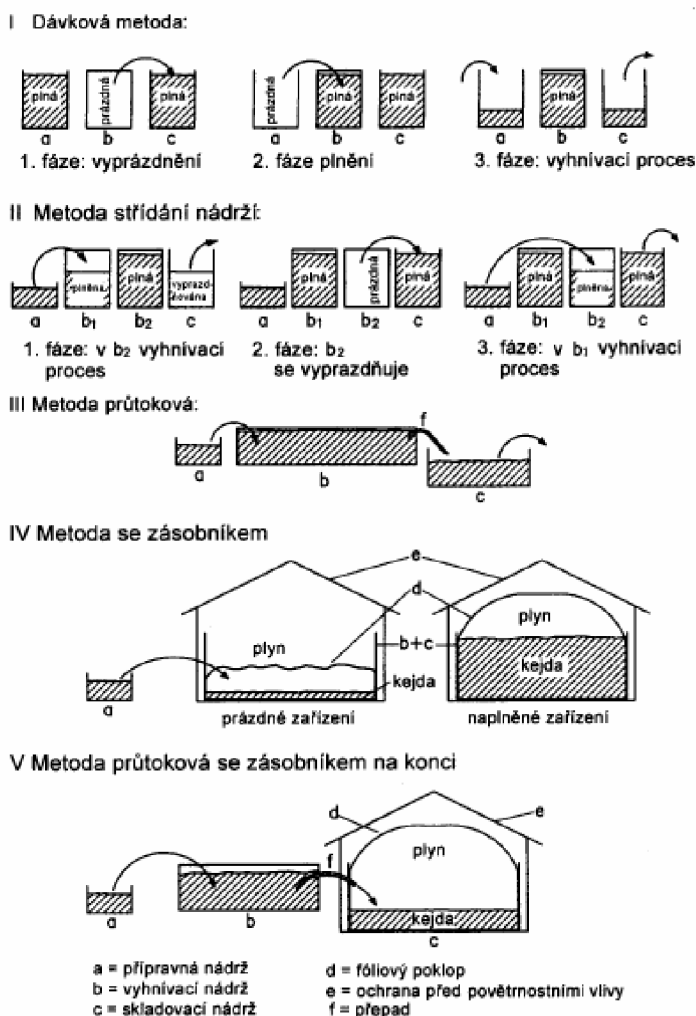 I Dávková metoda:
plná prázdná plná prázdná plná plná plná
a b c a b c a b c
1. fáze: vyprázdnění 2. fáze plnění 3. fáze: vyhnívací proces
II Metoda střídání nádrží:
plněna plná vyprazd-ňována plná prázdná plná plná plněna plná
a b1 b2 c a b1 b2 c a b1 b2 c
1. fáze: v b2 vyhnívací 2. fáze: b2 3. fáze: v b1 vyhnívací
proces se vyprazdňuje proces
III Metoda průtoková:
f
a b c
IV Metoda se zásobníkem
e
d
plyn plyn
b+c
kejda kejda
a
prázdné zařízení naplněné zařízení
V Metoda průtoková se zásobníkem na konci
d e
plyn
f
kejda
a b c
a = přípravná nádrž d = fóliový poklop
b = vyhnívací nádrž e = ochrana před povětrnostními vlivy
c = skladovací nádrž f = přepad